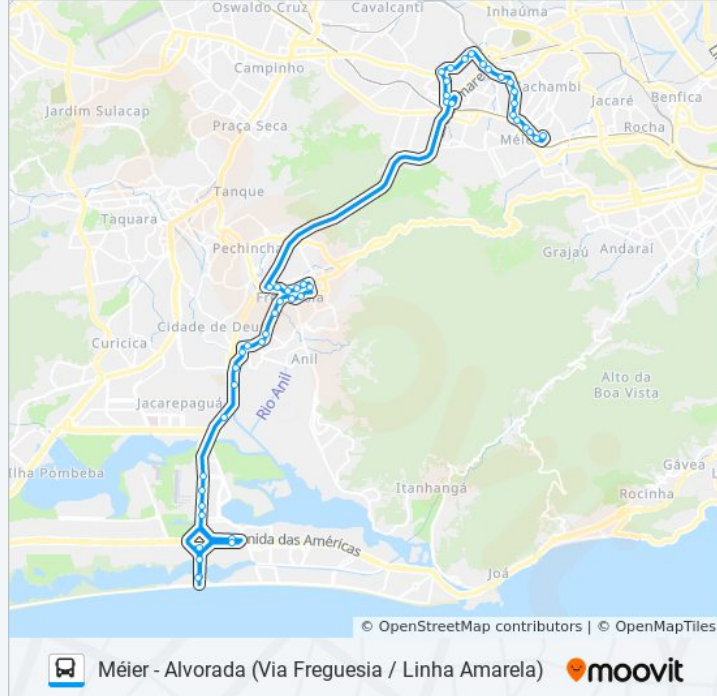 Oswaldo Cruz
Cavalcanti
Inhaúma
Campinho
Jacaré
Benfica
Jardim Sulacap
Praça Seca
Rocha
Tanque
Taquara
Pechincha
Grajaú
Andaraí
Cidade de Deus
Curicica
Anil
Rio Anil
Alto da
Boa Vista
Jacarepaguá
Ilha Pombeba
Itanhangá
Gávea
Rocinha
nida das Américas
Joá
© OpenStreetMap contributors | © OpenMapTiles
Méier - Alvorada (Via Freguesia / Linha Amarela)
moovit